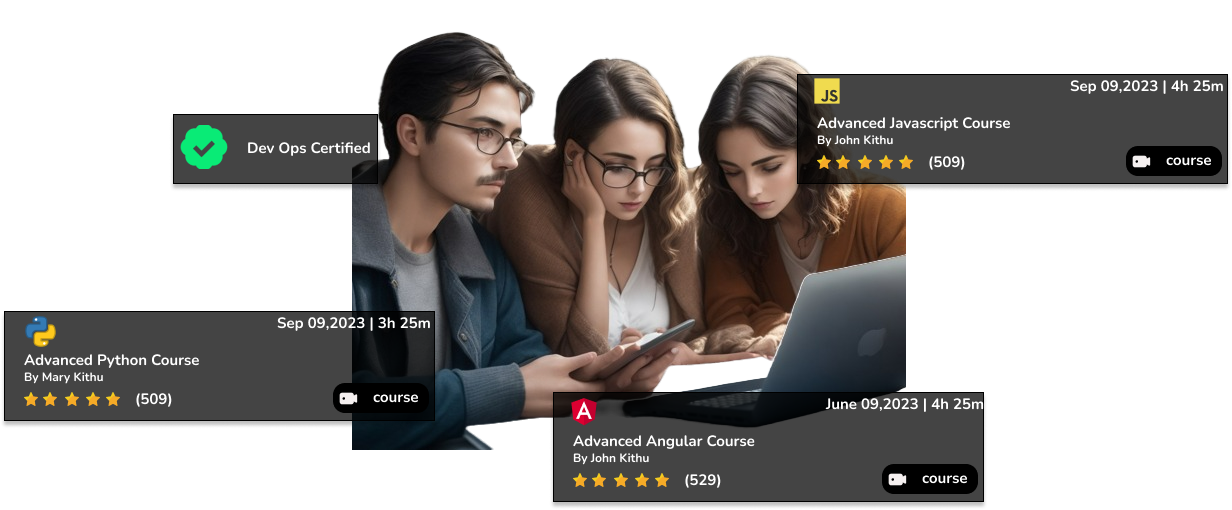 JS
Sep 09,2023 | 4h 25m
Advanced Javascript Course
By John Kithu
(509)
course
Dev Ops Certified
Sep 09,2023 | 3h 25m
Advanced Python Course
By Mary Kithu
(509)
course
A
June 09,2023 | 4h 25m
Advanced Angular Course
By John Kithu
(529)
course